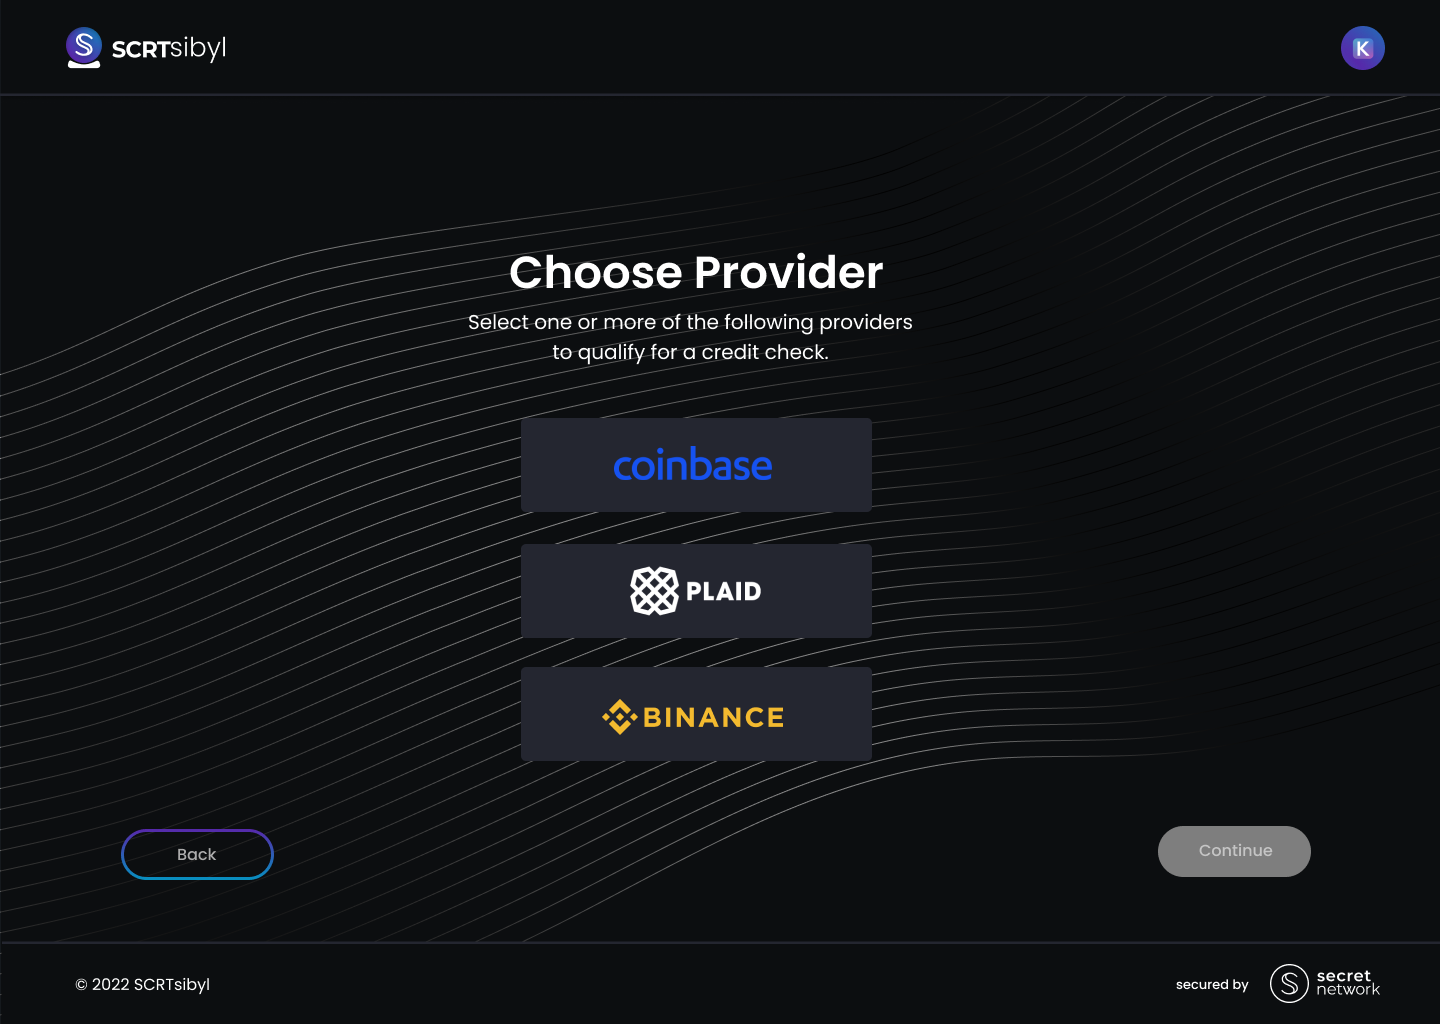 SCRTsibyl
K
Choose Provider
Select one or more of the following providers
to qualify for a credit check.
coinbase
PLAID
BINANCE
Back
Continue
© 2022 SCRTsibyl
secured by
secret
network